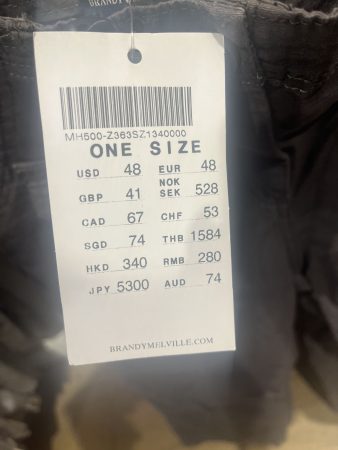 BRANDY
MH500-Z363SZ1340000
ONE SIZE
USD 48 EUR 48
GBP 41 NOK SEK 528
CAD 67 CHF 53
SGD 74 THB 1584
HKD 340 RMB 280
JPY 5300 AUD 74
BRANDYMELVILLE.COM